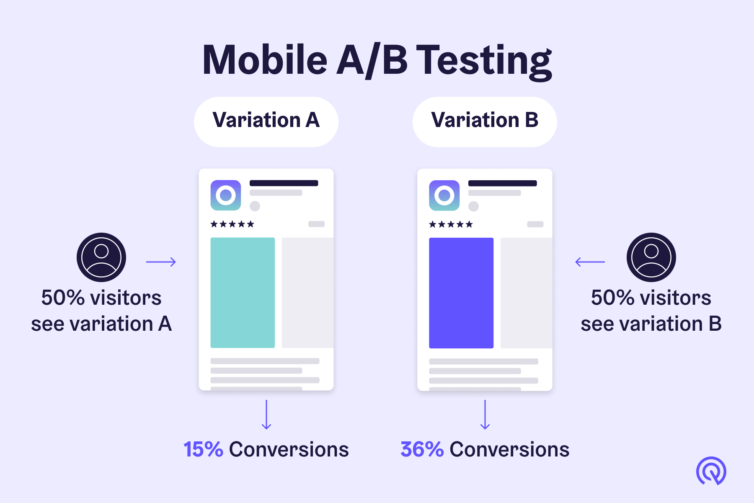 Mobile A/B Testing
Variation A
Variation B
50% visitors
see variation A
50% visitors
see variation B
15% Conversions
36% Conversions